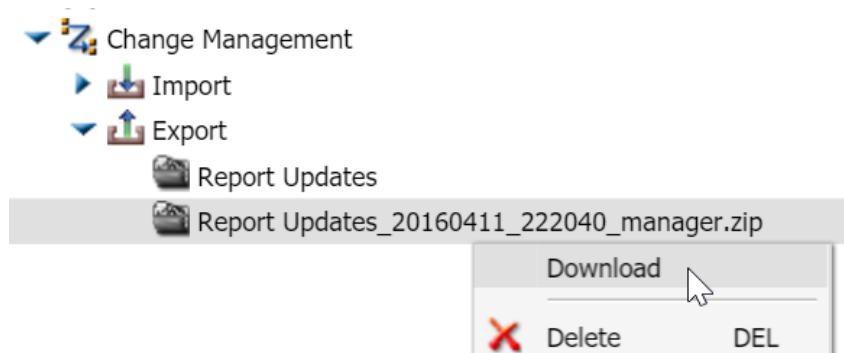 Change Management
Import
Export
Report Updates
Report Updates_20160411_222040_manager.zip
Download
Delete DEL